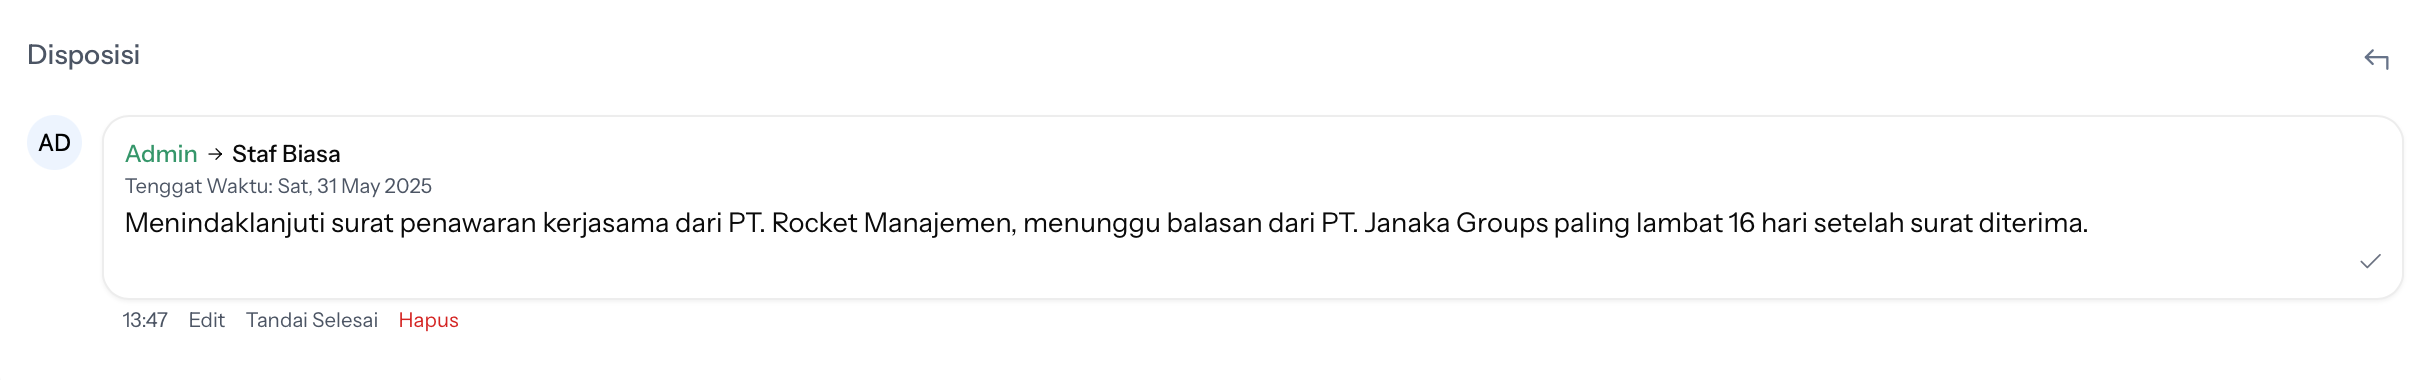 Disposisi
AD
Admin → Staf Biasa
Tenggat Waktu: Sat, 31 May 2025
Menindaklanjuti surat penawaran kerjasama dari PT. Rocket Manajemen, menunggu balasan dari PT. Janaka Groups paling lambat 16 hari setelah surat diterima.
13:47 Edit Tandai Selesai Hapus